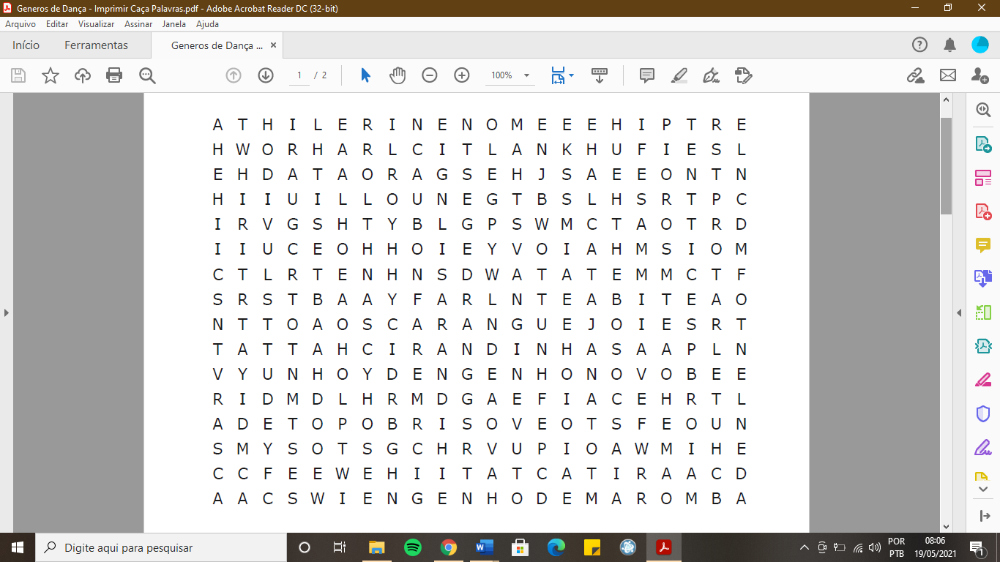 Generos de Dança - Imprimir Caça Palavras.pdf - Adobe Acrobat Reader DC (32-bit)
Arquivo Editar Visualizar Assinar Janela Ajuda
Início Ferramentas Generos de Dança ... ×
1 / 2 100%
A T H I L E R I N E N O M E E E H I P T R E
H W O R H A R L C I T L A N K H U F I E S L
E H D A T A O R A G S E H J S A E E O N T N
H I I U I L L O U N E G T B S L H S R T P C
I R V G S H T Y B L G P S W M C T A O T R D
I I U C E O H H O I E Y V O I A H M S I O M
C T L R T E N H N S D W A T A T E M M C T F
S R S T B A A Y F A R L N T E A B I T E A O
N T T O A O S C A R A N G U E J O I E S R T
T A T T A H C I R A N D I N H A S A A P L N
V Y U N H O Y D E N G E N H O N O V O B E E
R I D M D L H R M D G A E F I A C E H R T L
A D E T O P O B R I S O V E O T S F E O U N
S M Y S O T S G C H R V U P I O A W M I H E
C C F E E W E H I I T A T C A T I R A A C D
A A C S W I E N G E N H O D E M A R O M B A
Digite aqui para pesquisar
POR
PTB
08:06
19/05/2021
1